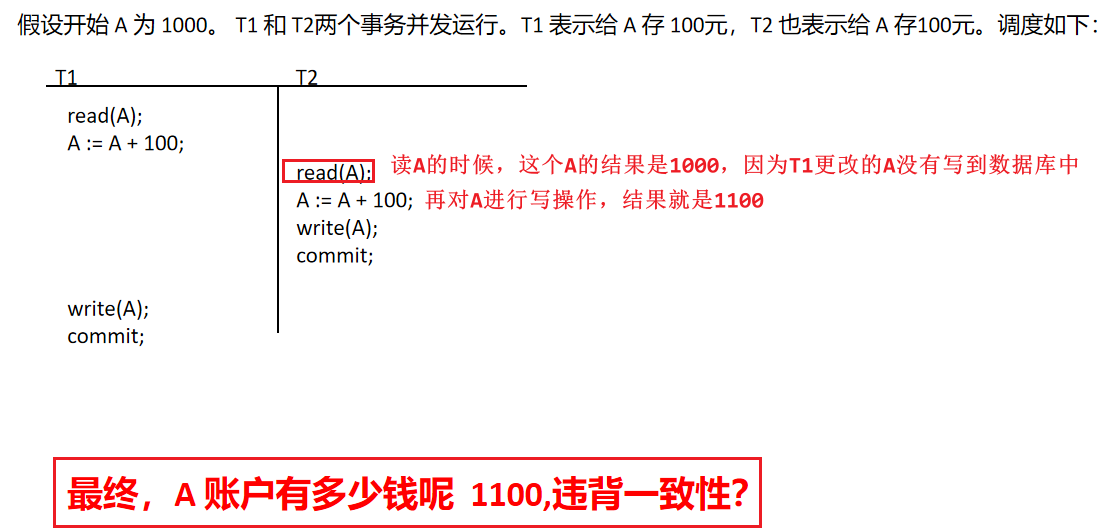 假设开始 A 为 1000。 T1 和 T2两个事务并发运行。T1 表示给 A 存 100元，T2 也表示给 A 存100元。调度如下：
T1 T2
read(A);
A := A + 100;
read(A); 读A的时候，这个A的结果是1000，因为T1更改的A没有写到数据库中
A := A + 100; 再对A进行写操作，结果就是1100
write(A);
commit;
write(A);
commit;
最终，A 账户有多少钱呢 1100,违背一致性？